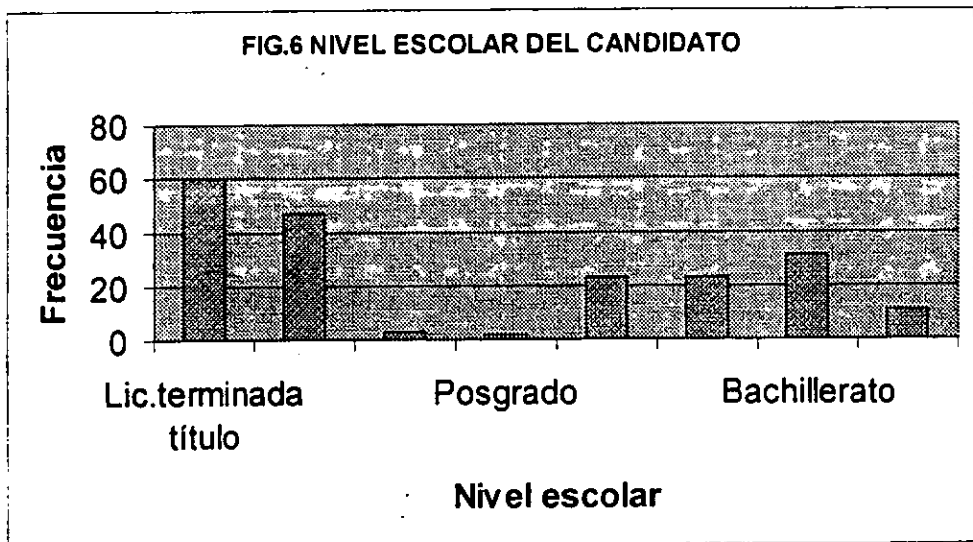 FIG.6 NIVEL ESCOLAR DEL CANDIDATO
80
60
40
20
0
Frecuencia
Lic.terminada
título
Posgrado
Bachillerato
Nivel escolar